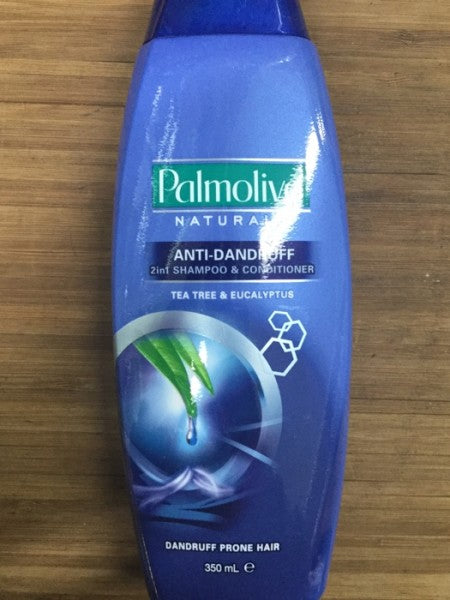 Palmolive
NATURALS
ANTI-DANDRUFF
2in1 SHAMPOO & CONDITIONER
TEA TREE & EUCALYPTUS
DANDRUFF PRONE HAIR
350 mL ℮